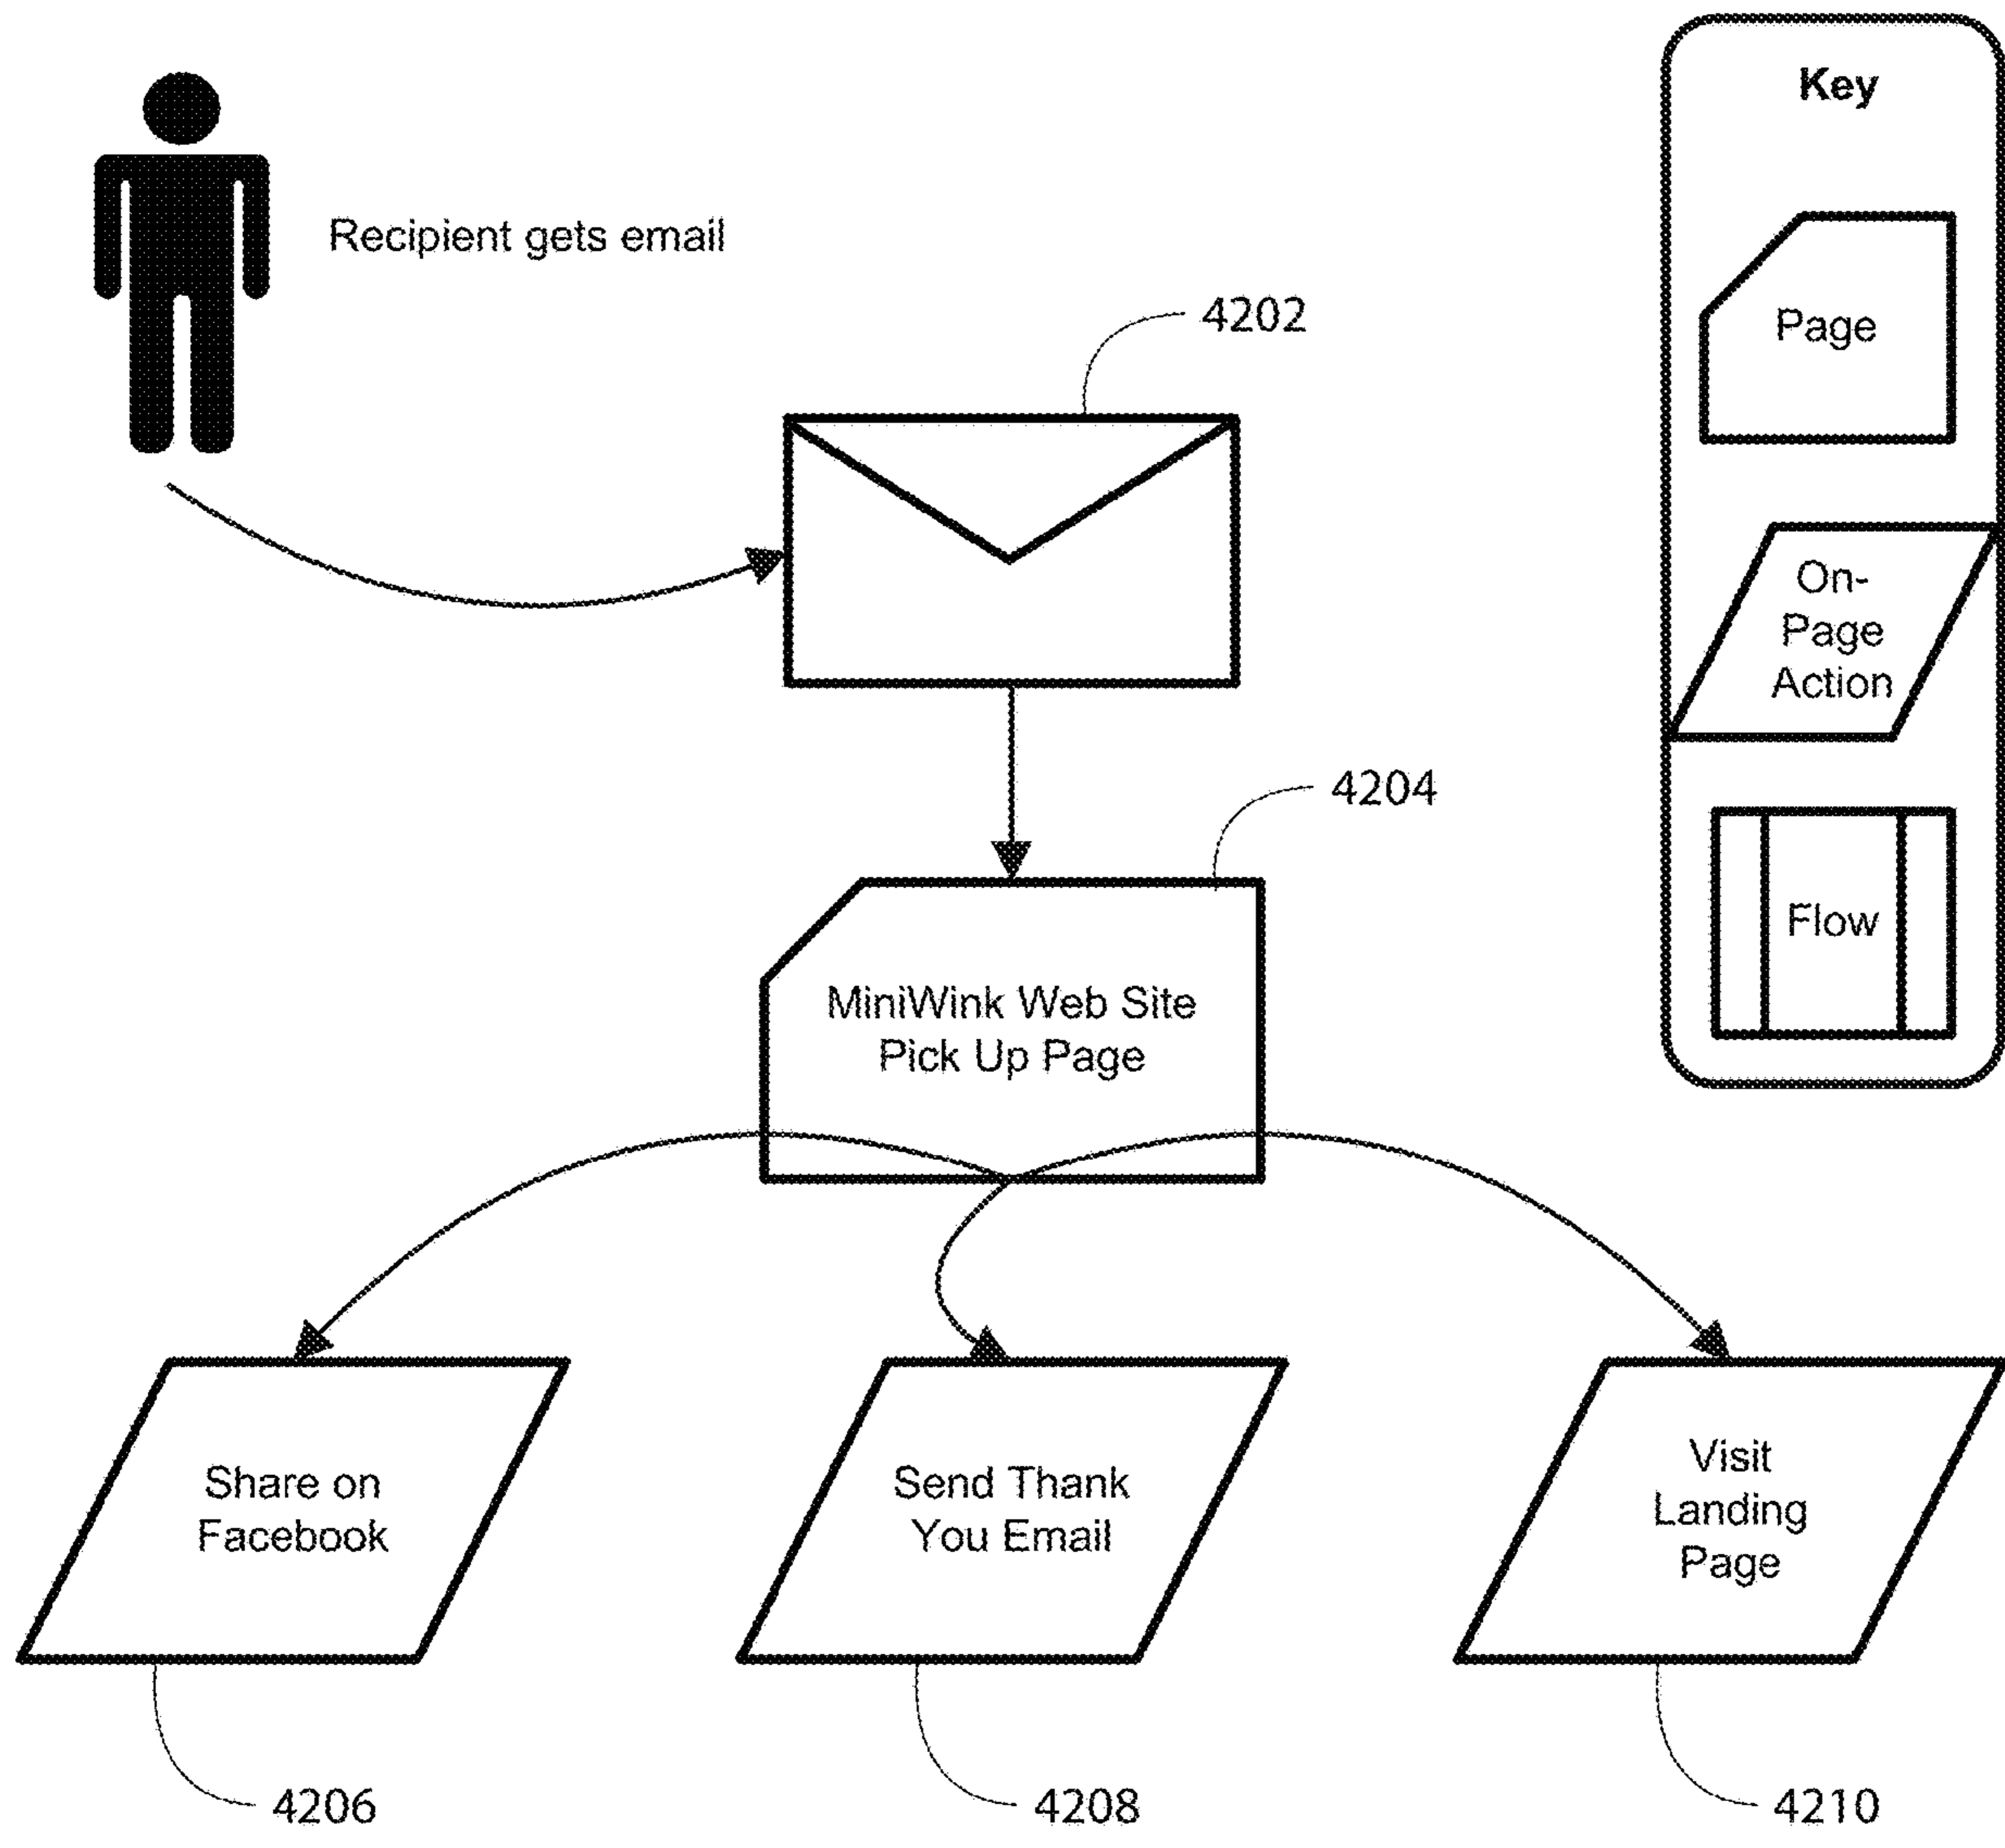 Key
Recipient gets email
4202
Page
On-
Page
Action
4204
Flow
MiniWink Web Site
Pick Up Page
Share on
Facebook
Send Thank
You Email
Visit
Landing
Page
4206
4208
4210